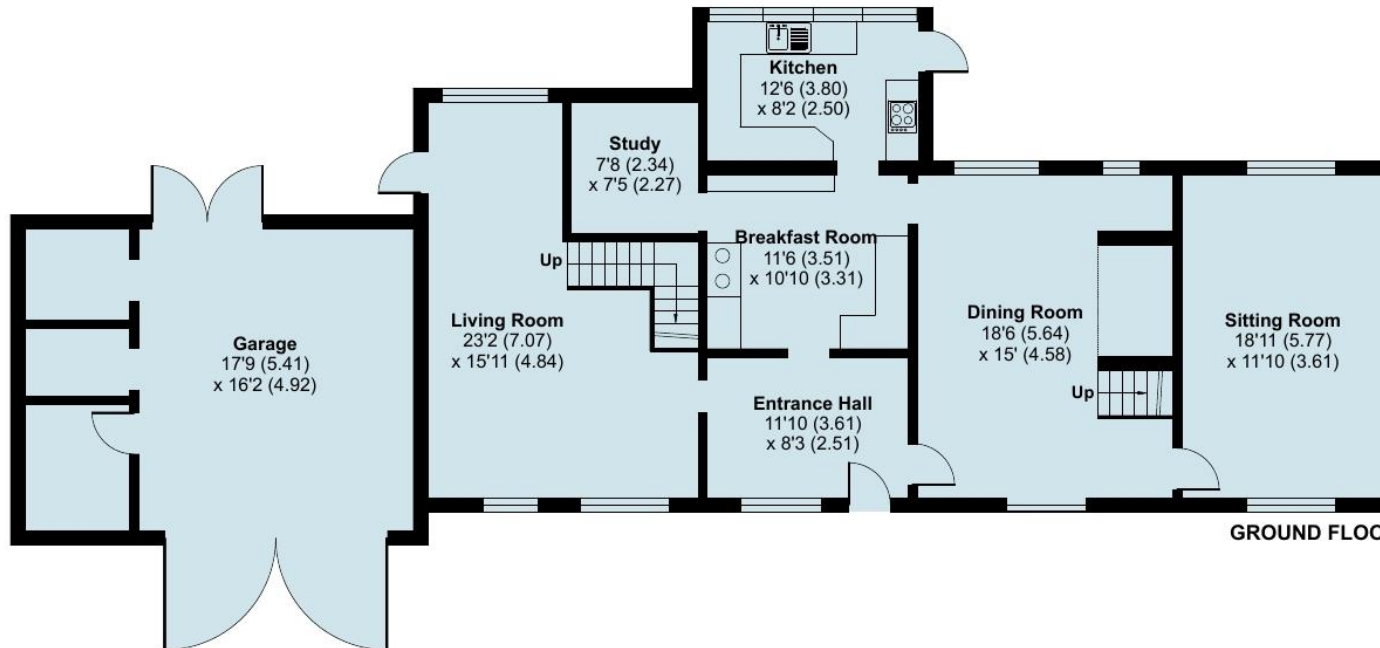 Kitchen
12'6 (3.80)
x 8'2 (2.50)
Study
7'8 (2.34)
x 7'5 (2.27)
Breakfast Room
11'6 (3.51)
x 10'10 (3.31)
Up
Living Room
23'2 (7.07)
x 15'11 (4.84)
Garage
17'9 (5.41)
x 16'2 (4.92)
Dining Room
18'6 (5.64)
x 15' (4.58)
Sitting Room
18'11 (5.77)
x 11'10 (3.61)
Up
Entrance Hall
11'10 (3.61)
x 8'3 (2.51)
GROUND FLOO